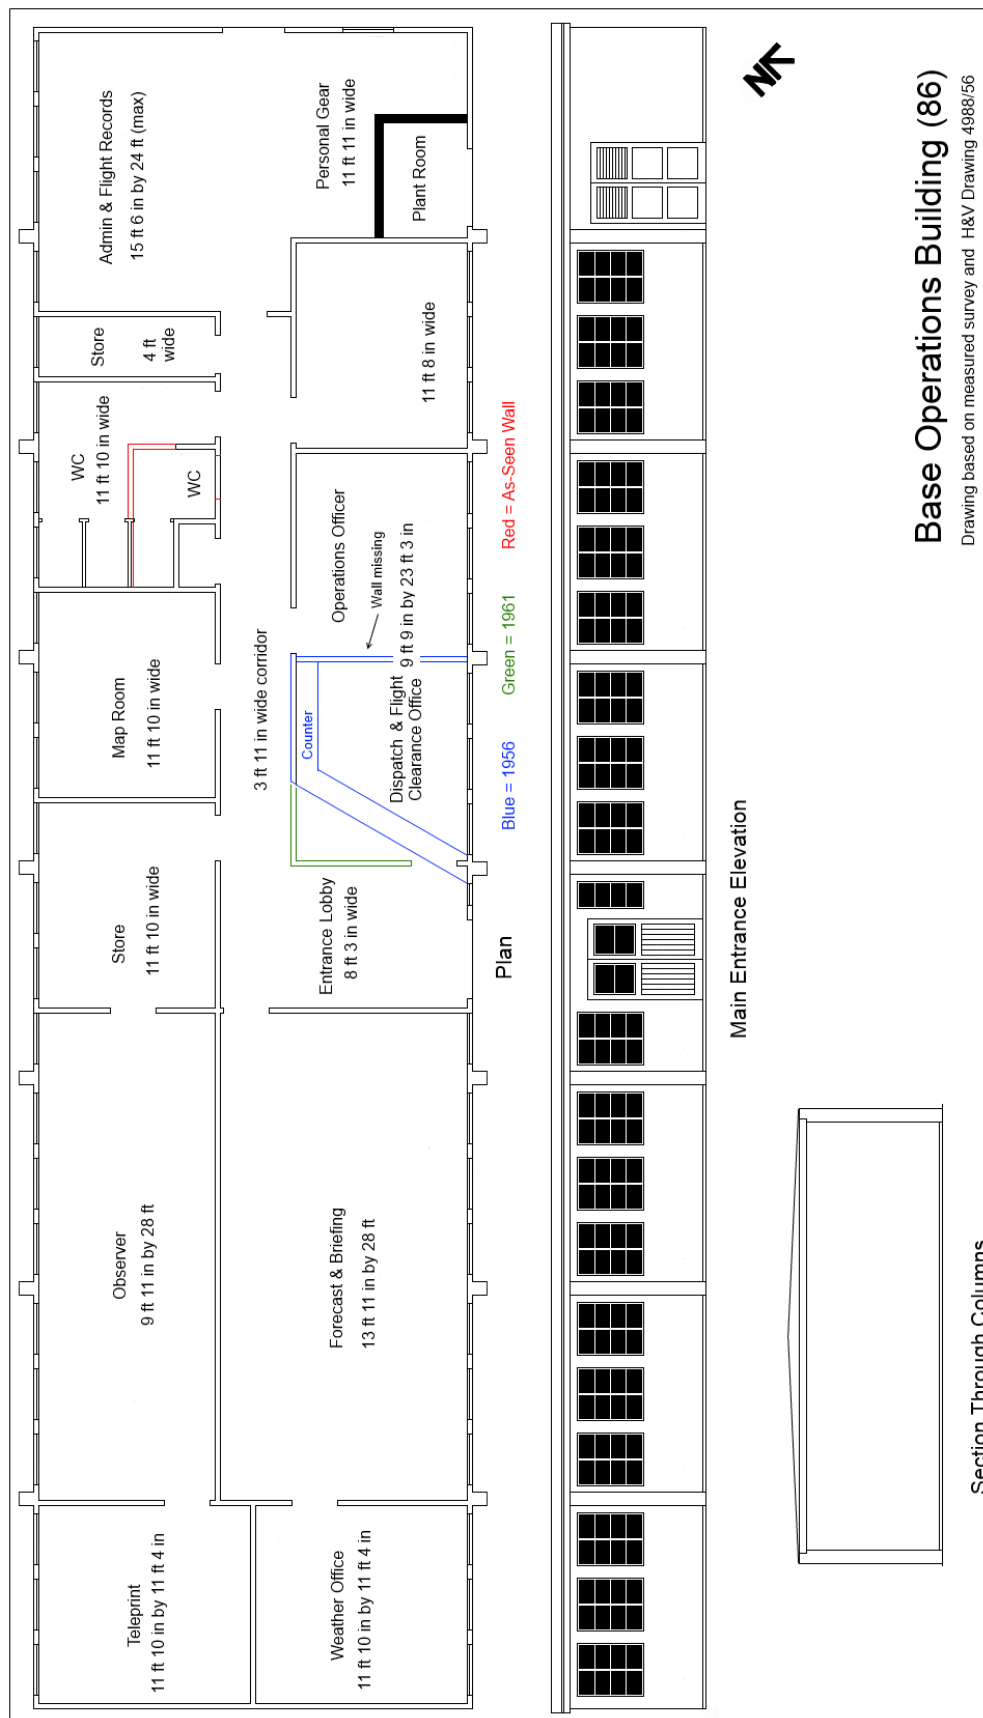 Teleprint
11 ft 10 in by 11 ft 4 in
Observer
9 ft 11 in by 28 ft
Store
11 ft 10 in wide
Map Room
11 ft 10 in wide
WC
11 ft 10 in wide
WC
Store
4 ft
wide
Admin & Flight Records
15 ft 6 in by 24 ft (max)
Weather Office
11 ft 10 in by 11 ft 4 in
Forecast & Briefing
13 ft 11 in by 28 ft
Entrance Lobby
8 ft 3 in wide
3 ft 11 in wide corridor
Counter
Dispatch & Flight
Clearance Office
Operations Officer
Wall missing
9 ft 9 in by 23 ft 3 in
11 ft 8 in wide
Personal Gear
11 ft 11 in wide
Plant Room
Plan
Blue = 1956
Green = 1961
Red = As-Seen Wall
Main Entrance Elevation
N
Section Through Columns
Base Operations Building (86)
Drawing based on measured survey and H&V Drawing 4988/56